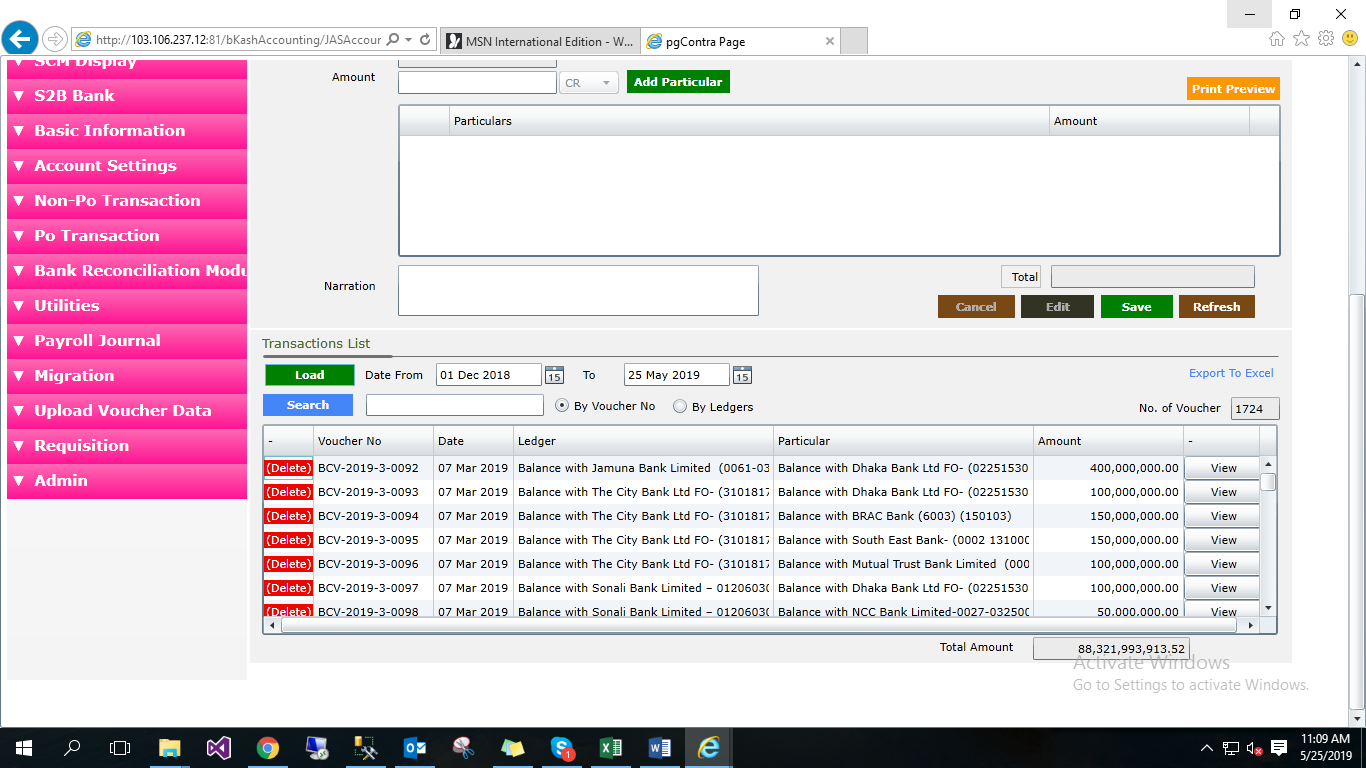 http://103.106.237.12:81/bKashAccounting/JASAccour
MSN International Edition - W...
pgContra Page
SCM Display
S2B Bank
Basic Information
Account Settings
Non-Po Transaction
Po Transaction
Bank Reconciliation Modu
Utilities
Payroll Journal
Migration
Upload Voucher Data
Requisition
Admin
Amount CR Add Particular
Print Preview
Particulars Amount
Narration Total
Cancel Edit Save Refresh
Transactions List
Load Date From 01 Dec 2018 15 To 25 May 2019 15 Export To Excel
Search By Voucher No By Ledgers No. of Voucher 1724
- Voucher No Date Ledger Particular Amount -
(Delete) BCV-2019-3-0092 07 Mar 2019 Balance with Jamuna Bank Limited (0061-03 Balance with Dhaka Bank Ltd FO- (02251530 400,000,000.00 View
(Delete) BCV-2019-3-0093 07 Mar 2019 Balance with The City Bank Ltd FO- (3101817 Balance with Dhaka Bank Ltd FO- (02251530 100,000,000.00 View
(Delete) BCV-2019-3-0094 07 Mar 2019 Balance with The City Bank Ltd FO- (3101817 Balance with BRAC Bank (6003) (150103) 150,000,000.00 View
(Delete) BCV-2019-3-0095 07 Mar 2019 Balance with The City Bank Ltd FO- (3101817 Balance with South East Bank- (0002 13100C 150,000,000.00 View
(Delete) BCV-2019-3-0096 07 Mar 2019 Balance with The City Bank Ltd FO- (3101817 Balance with Mutual Trust Bank Limited (00C 100,000,000.00 View
(Delete) BCV-2019-3-0097 07 Mar 2019 Balance with Sonali Bank Limited – 0120603( Balance with Dhaka Bank Ltd FO- (02251530 100,000,000.00 View
(Delete) BCV-2019-3-0098 07 Mar 2019 Balance with Sonali Bank Limited – 0120603( Balance with NCC Bank Limited-0027-03250C 50,000,000.00 View
Total Amount 88,321,993,913.52
Activate Windows
Go to Settings to activate Windows.
1
11:09 AM
5/25/2019